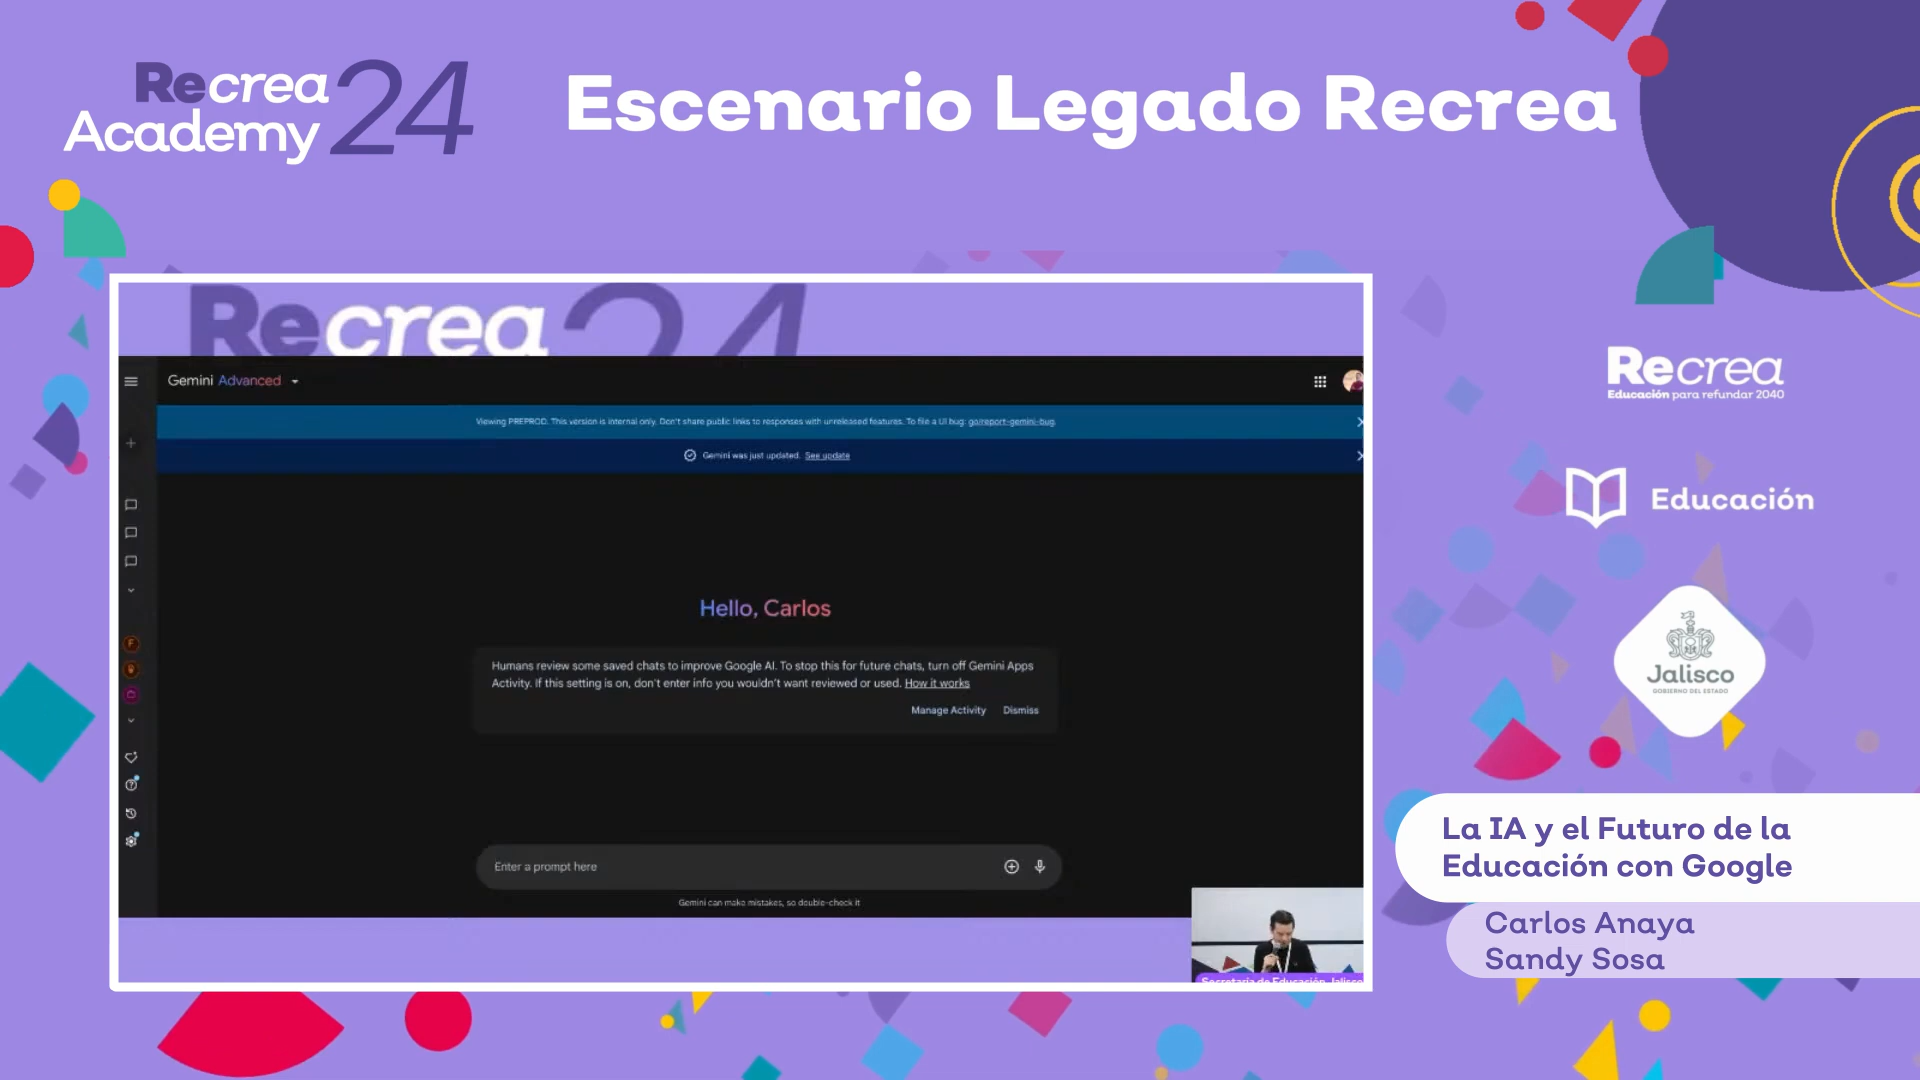 Recrea
Academy 24
Escenario Legado Recrea
Recrea 24
Gemini Advanced
Viewing PREPROD. This version is internal only. Don't share public links to responses with unreleased features. To file a UI bug: go/report-gemini-bug.
Gemini was just updated. See update
Hello, Carlos
Humans review some saved chats to improve Google AI. To stop this for future chats, turn off Gemini Apps
Activity. If this setting is on, don't enter info you wouldn't want reviewed or used. How it works
Manage Activity Dismiss
Enter a prompt here
Gemini can make mistakes, so double-check it
Secretaría de Educación Jalisco
Recrea
Educación para refundar 2040
Educación
Jalisco
GOBIERNO DEL ESTADO
La IA y el Futuro de la
Educación con Google
Carlos Anaya
Sandy Sosa